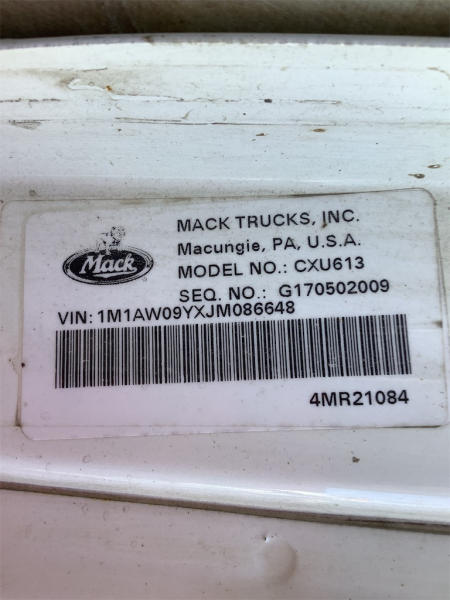 MACK TRUCKS, INC.
Macungie, PA, U.S.A.
Mack
MODEL NO.: CXU613
SEQ. NO.: G170502009
VIN: 1M1AW09YXJM086648
4MR21084